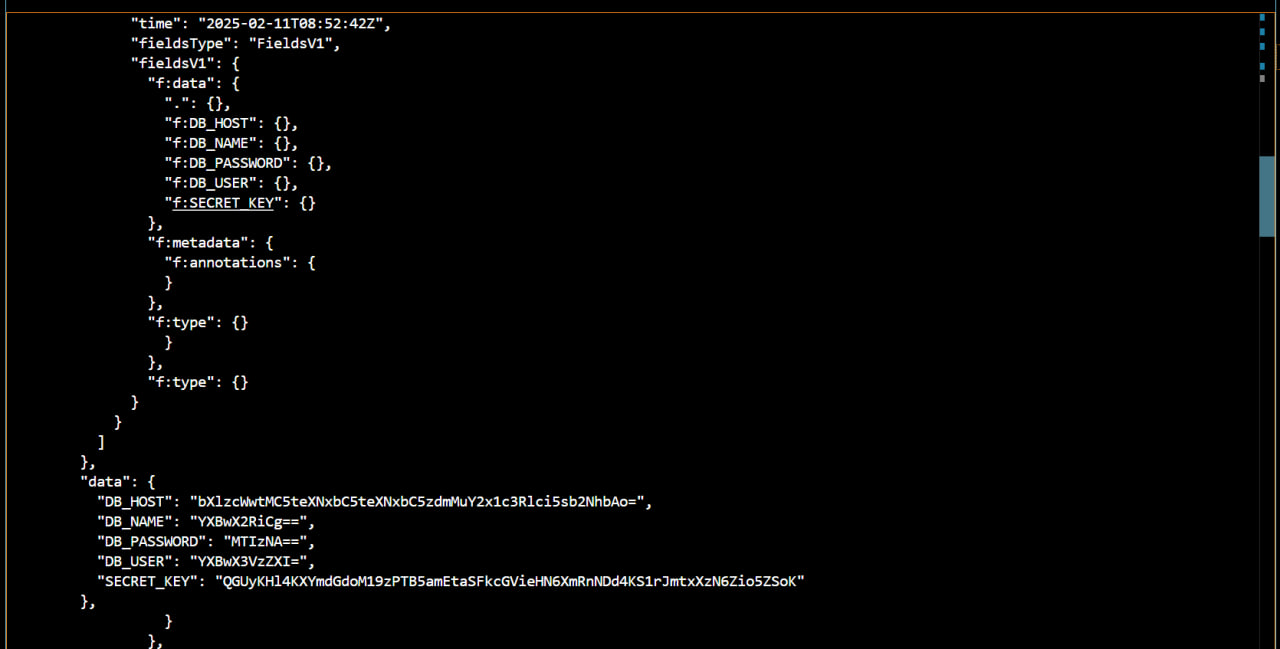 "time": "2025-02-11T08:52:42Z",
"fieldsType": "FieldsV1",
"fieldsV1": {
"f:data": {
".": {},
"f:DB_HOST": {},
"f:DB_NAME": {},
"f:DB_PASSWORD": {},
"f:DB_USER": {},
"f:SECRET_KEY": {}
},
"f:metadata": {
"f:annotations": {
}
},
"f:type": {}
}
},
"f:type": {}
}
}
]
},
"data": {
"DB_HOST": "bXlzcWwtMC5teXNxbC5teXNxbC5zdmMuY2x1c3Rlci5sb2NhbAo=",
"DB_NAME": "YXBwX2RiCg==",
"DB_PASSWORD": "MTIzNA==",
"DB_USER": "YXBwX3VzZXI=",
"SECRET_KEY": "QGUyKHl4KXYmdGdoM19zPTB5amEtaSFkcGVieHN6XmRnNDd4KS1rJmtxXzN6Zio5ZSoK"
},
}
},